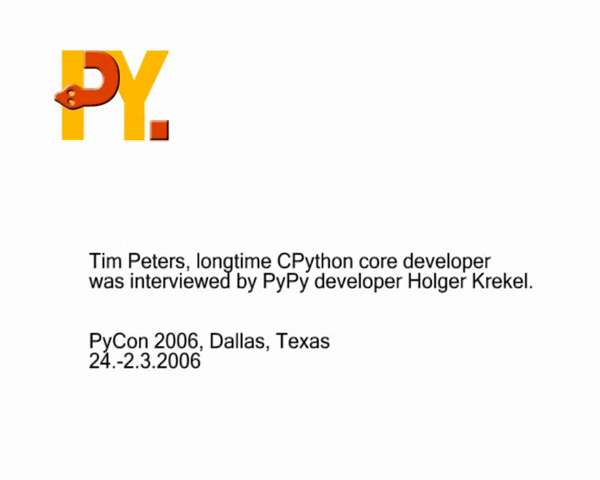 PY.
Tim Peters, longtime CPython core developer
was interviewed by PyPy developer Holger Krekel.
PyCon 2006, Dallas, Texas
24.-2.3.2006